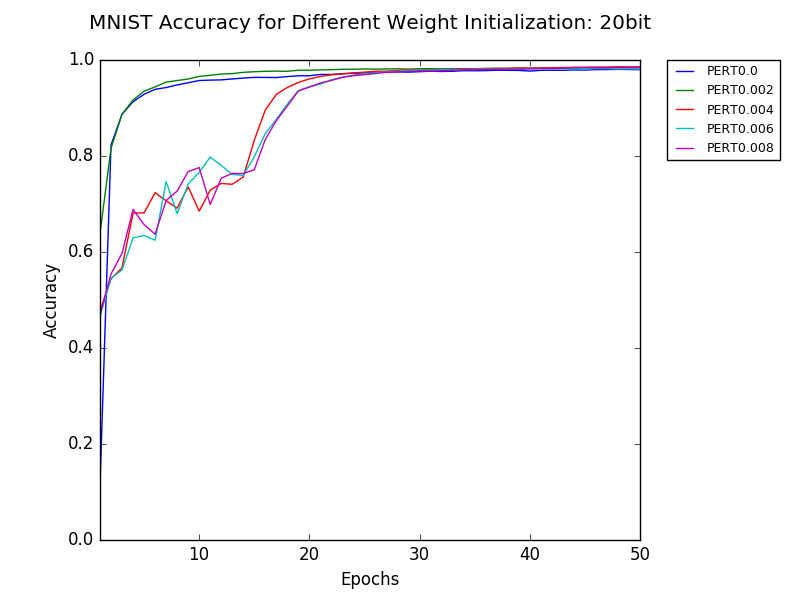 MNIST Accuracy for Different Weight Initialization: 20bit
1.0
0.8
0.6
0.4
0.2
0.0
Accuracy
10
20
30
40
50
Epochs
PERT0.0
PERT0.002
PERT0.004
PERT0.006
PERT0.008